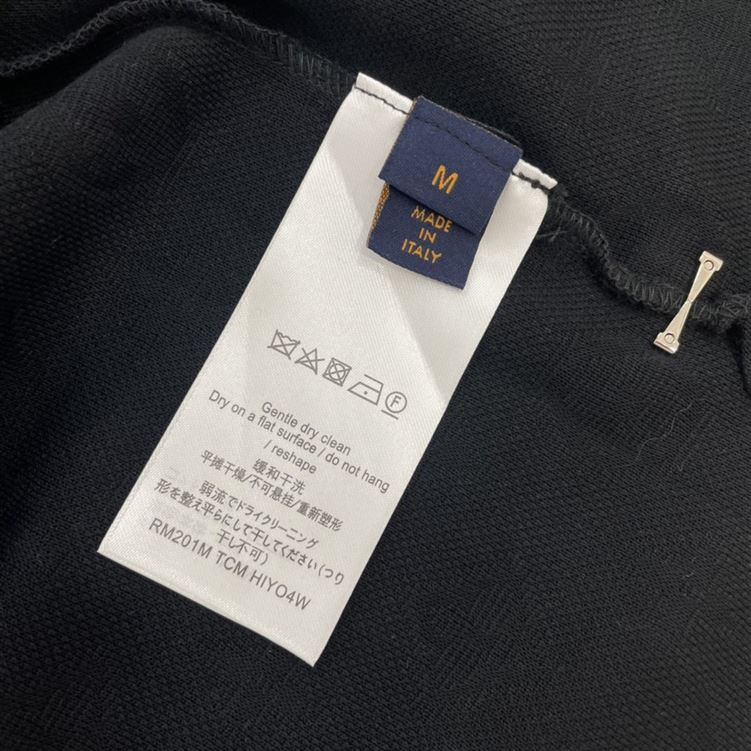 M
MADE
IN
ITALY
F
Gentle dry clean
Dry on a flat surface / do not hang
/ reshape
缓和干洗
平摊干燥/不可悬挂/重新塑形
弱流でドライクリーニング
形を整え平らにして干してください(つり
干し不可)
RM201M TCM HIYO4W